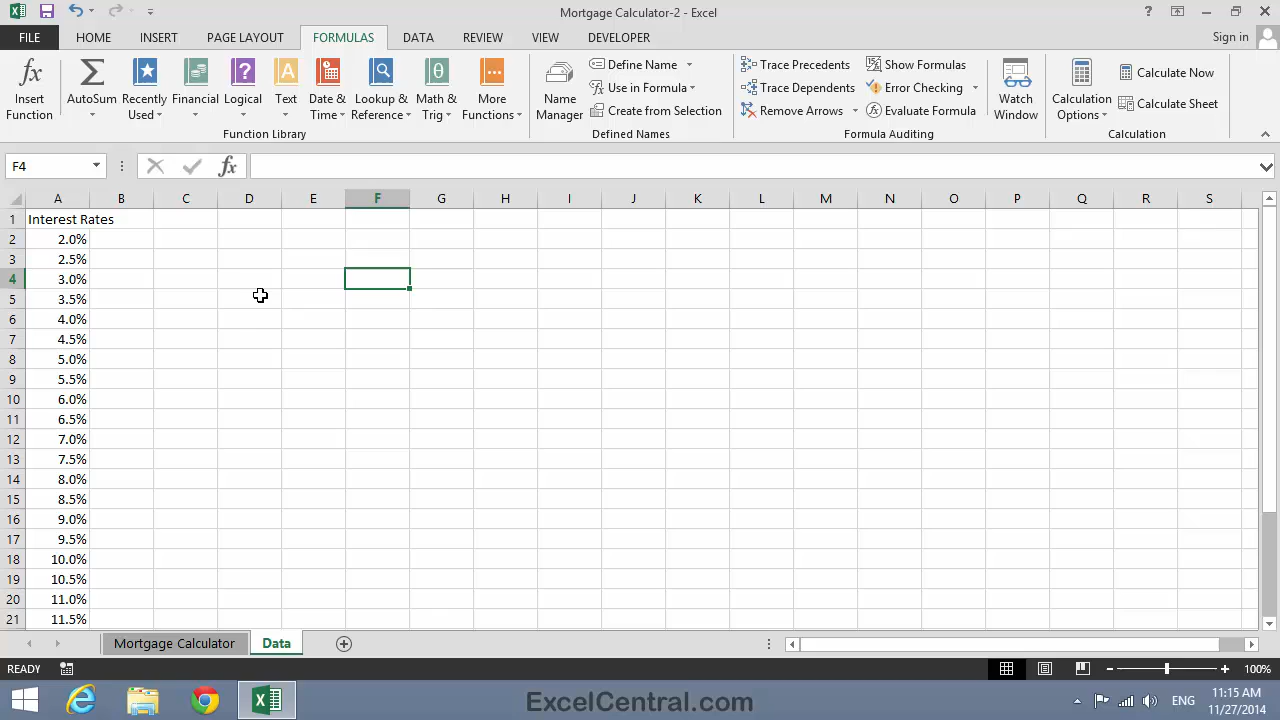 Mortgage Calculator-2 - Excel
FILE HOME INSERT PAGE LAYOUT FORMULAS DATA REVIEW VIEW DEVELOPER Sign in
Insert Function
AutoSum
Recently Used
Financial
Logical
Text
Date & Time
Lookup & Reference
Math & Trig
More Functions
Function Library
Name Manager
Define Name
Use in Formula
Create from Selection
Defined Names
Trace Precedents
Trace Dependents
Remove Arrows
Show Formulas
Error Checking
Evaluate Formula
Formula Auditing
Watch Window
Calculation Options
Calculate Now
Calculate Sheet
Calculation
F4
fx
A B C D E F G H I J K L M N O P Q R S
1 Interest Rates
2 2.0%
3 2.5%
4 3.0%
5 3.5%
6 4.0%
7 4.5%
8 5.0%
9 5.5%
10 6.0%
11 6.5%
12 7.0%
13 7.5%
14 8.0%
15 8.5%
16 9.0%
17 9.5%
18 10.0%
19 10.5%
20 11.0%
21 11.5%
Mortgage Calculator Data
READY 100%
ExcelCentral.com
ENG
11:15 AM
11/27/2014